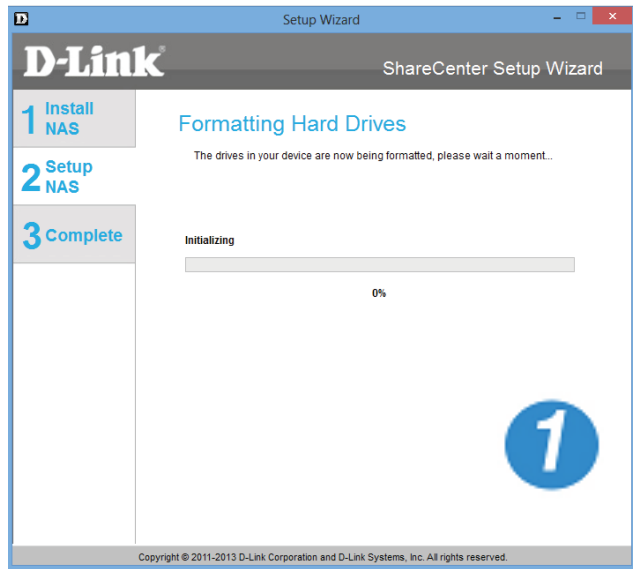 Setup Wizard
D-Link®
ShareCenter Setup Wizard
1 Install
NAS
2 Setup
NAS
3 Complete
Formatting Hard Drives
The drives in your device are now being formatted, please wait a moment...
Initializing
0%
1
Copyright © 2011-2013 D-Link Corporation and D-Link Systems, Inc. All rights reserved.